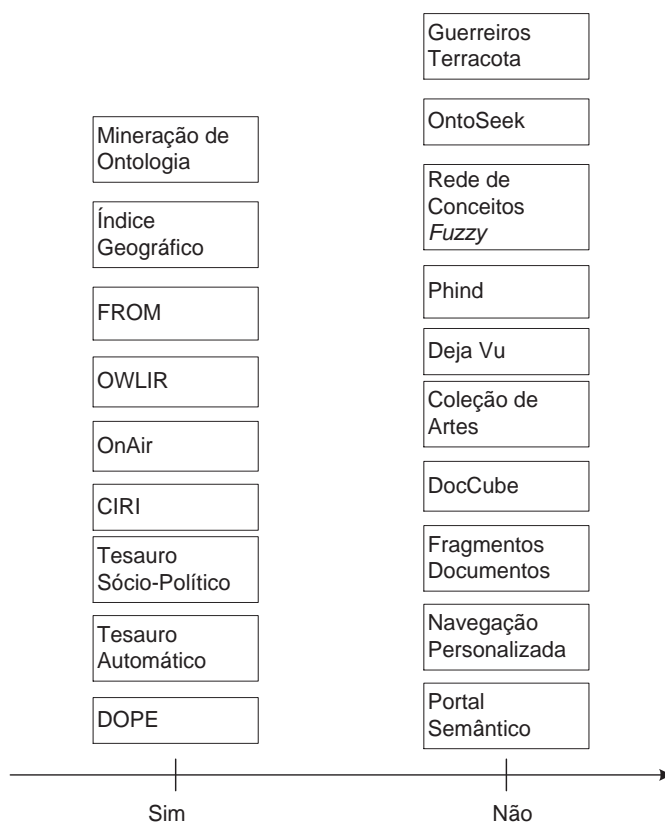 Guerreiros
Terracota
Mineração de
Ontologia
OntoSeek
Índice
Geográfico
Rede de
Conceitos
Fuzzy
FROM
Phind
OWLIR
Deja Vu
OnAir
Coleção de
Artes
CIRI
DocCube
Tesauro
Sócio-Político
Fragmentos
Documentos
Tesauro
Automático
Navegação
Personalizada
DOPE
Portal
Semântico
Sim
Não